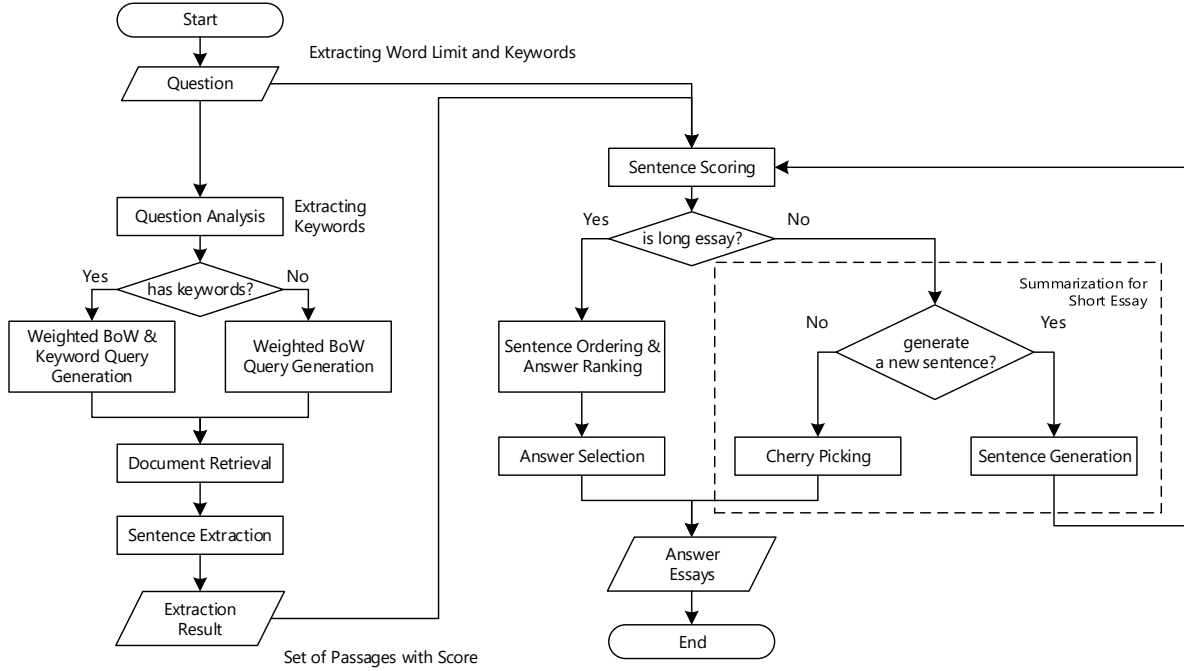 Start
Extracting Word Limit and Keywords
Question
Sentence Scoring
Question Analysis
Extracting
Keywords
Yes
is long essay?
No
Yes
has keywords?
No
Summarization for
Short Essay
Weighted BoW &
Keyword Query
Generation
Weighted BoW
Query Generation
Sentence Ordering &
Answer Ranking
No
generate
a new sentence?
Yes
Document Retrieval
Answer Selection
Cherry Picking
Sentence Generation
Sentence Extraction
Answer
Essays
Extraction
Result
End
Set of Passages with Score